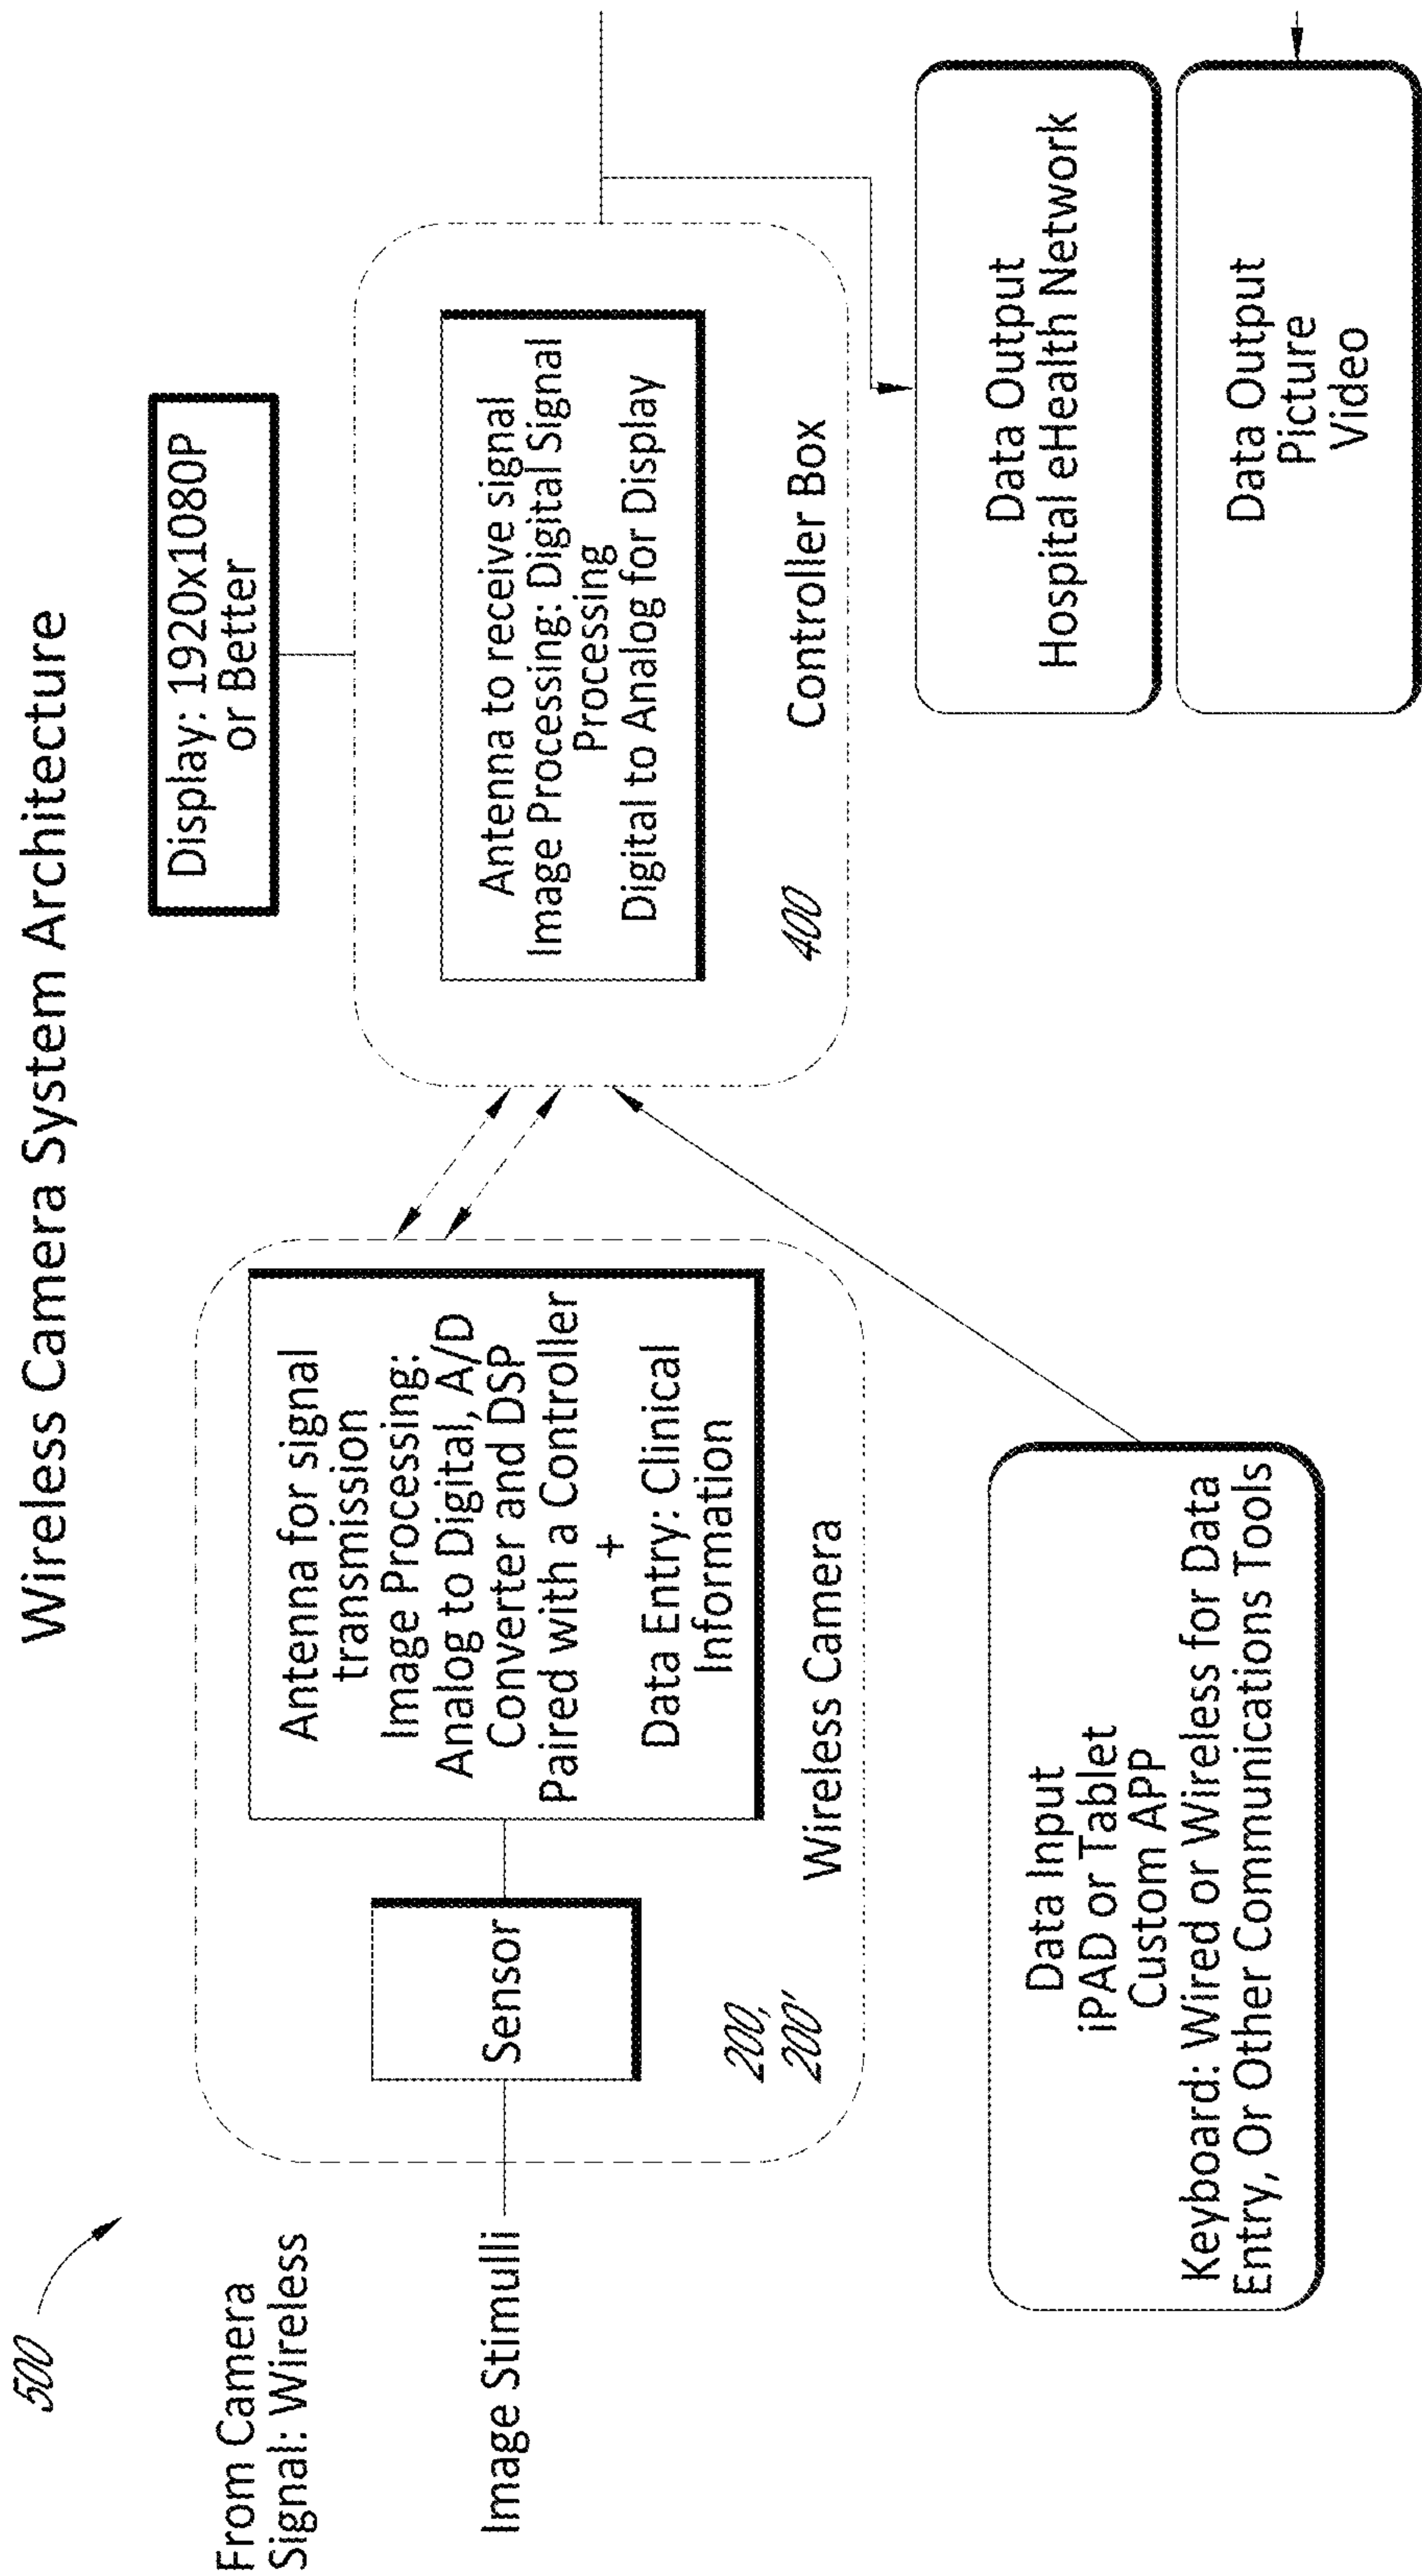 Wireless Camera System Architecture
500
From Camera
Signal: Wireless
Image Stimulli
Sensor
200,
200'
Antenna for signal
transmission
Image Processing:
Analog to Digital, A/D
Converter and DSP
Paired with a Controller
+
Data Entry: Clinical
Information
Wireless Camera
Display: 1920x1080P
or Better
Antenna to receive signal
Image Processing: Digital Signal
Processing
Digital to Analog for Display
400
Controller Box
Data Input
iPAD or Tablet
Custom APP
Keyboard: Wired or Wireless for Data
Entry, Or Other Communications Tools
Data Output
Hospital eHealth Network
Data Output
Picture
Video